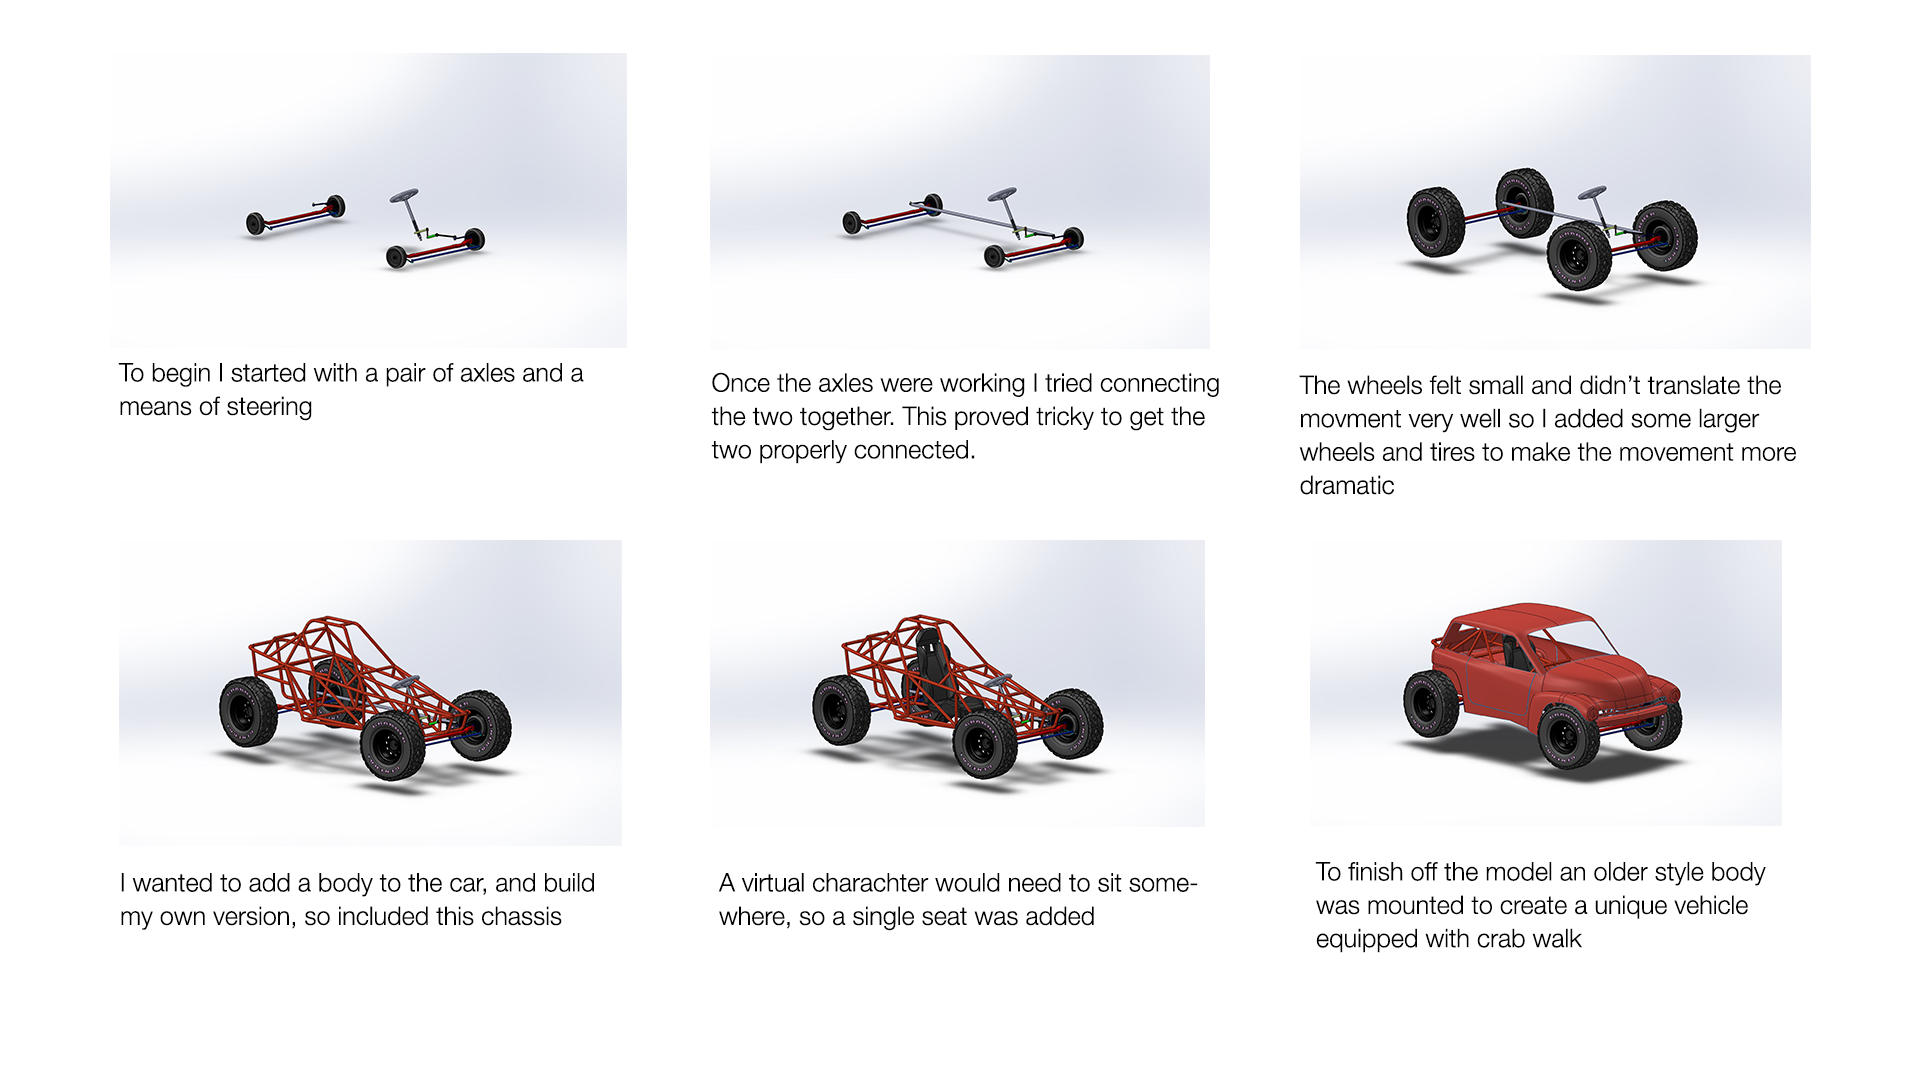 To begin I started with a pair of axles and a
means of steering
Once the axles were working I tried connecting
the two together. This proved tricky to get the
two properly connected.
The wheels felt small and didn’t translate the
movment very well so I added some larger
wheels and tires to make the movement more
dramatic
I wanted to add a body to the car, and build
my own version, so included this chassis
A virtual charachter would need to sit some-
where, so a single seat was added
To finish off the model an older style body
was mounted to create a unique vehicle
equipped with crab walk